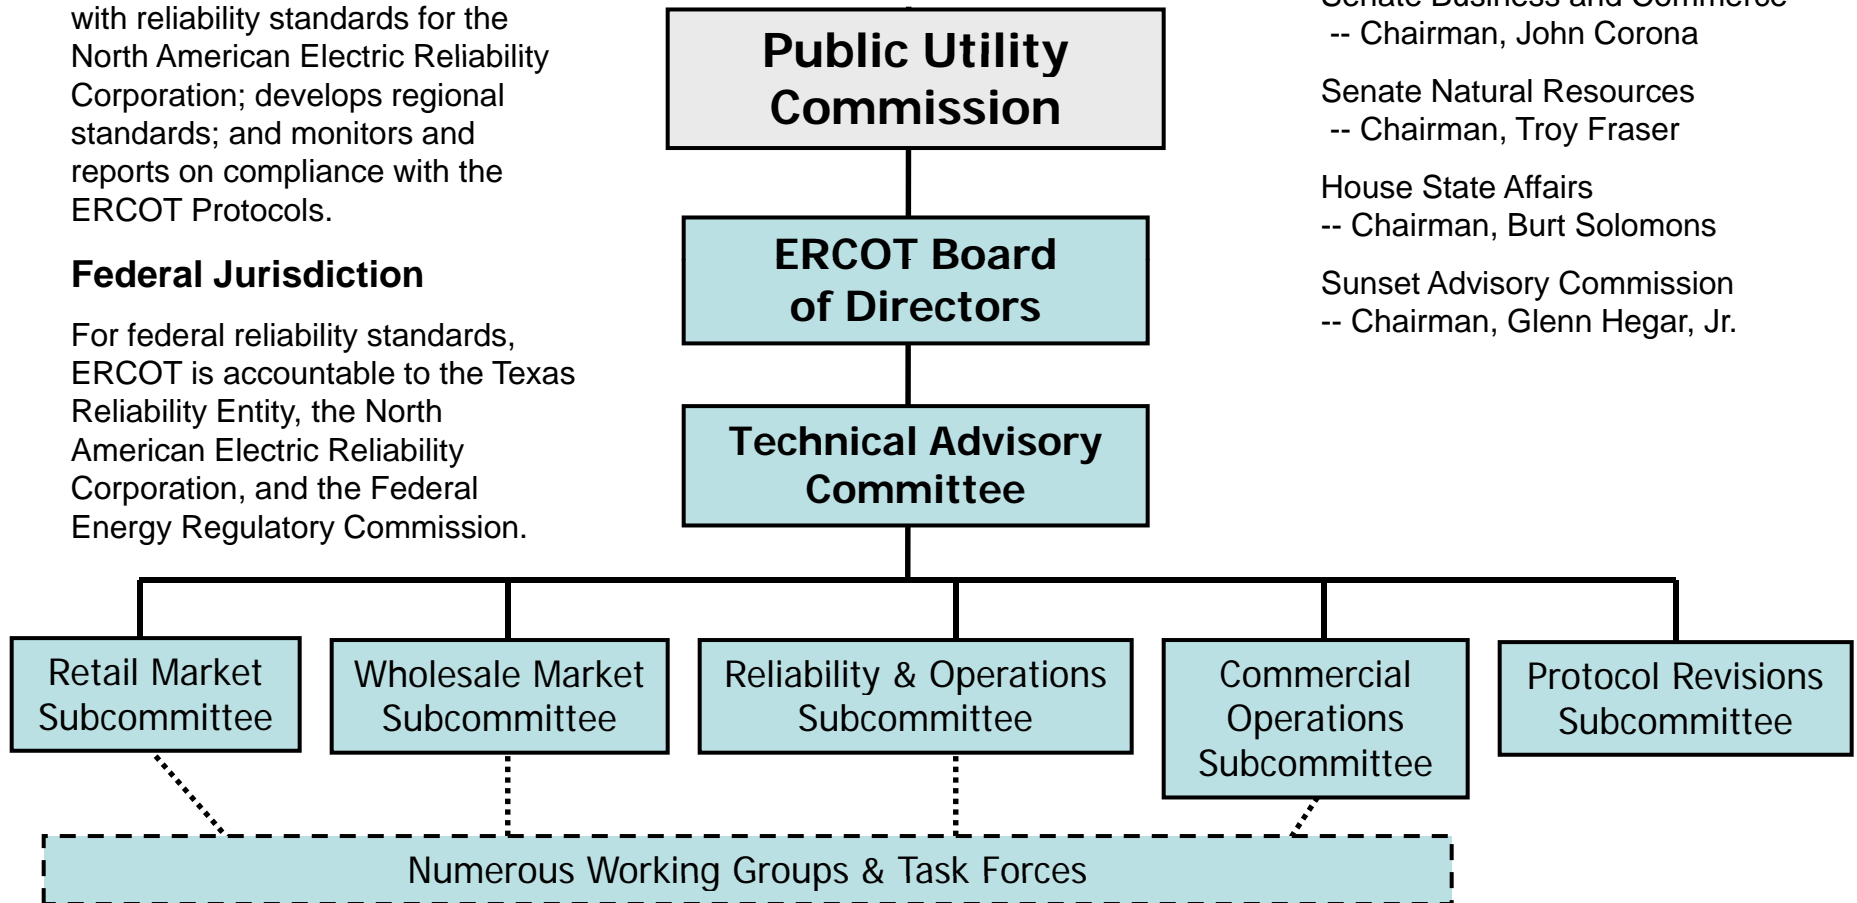 with reliability standards for the
North American Electric Reliability
Corporation; develops regional
standards; and monitors and
reports on compliance with the
ERCOT Protocols.
Federal Jurisdiction
For federal reliability standards,
ERCOT is accountable to the Texas
Reliability Entity, the North
American Electric Reliability
Corporation, and the Federal
Energy Regulatory Commission.
Public Utility
Commission
ERCOT Board
of Directors
Technical Advisory
Committee
Senate Business and Commerce
-- Chairman, John Corona
Senate Natural Resources
-- Chairman, Troy Fraser
House State Affairs
-- Chairman, Burt Solomons
Sunset Advisory Commission
-- Chairman, Glenn Hegar, Jr.
Retail Market
Subcommittee
Wholesale Market
Subcommittee
Reliability & Operations
Subcommittee
Commercial
Operations
Subcommittee
Protocol Revisions
Subcommittee
Numerous Working Groups & Task Forces